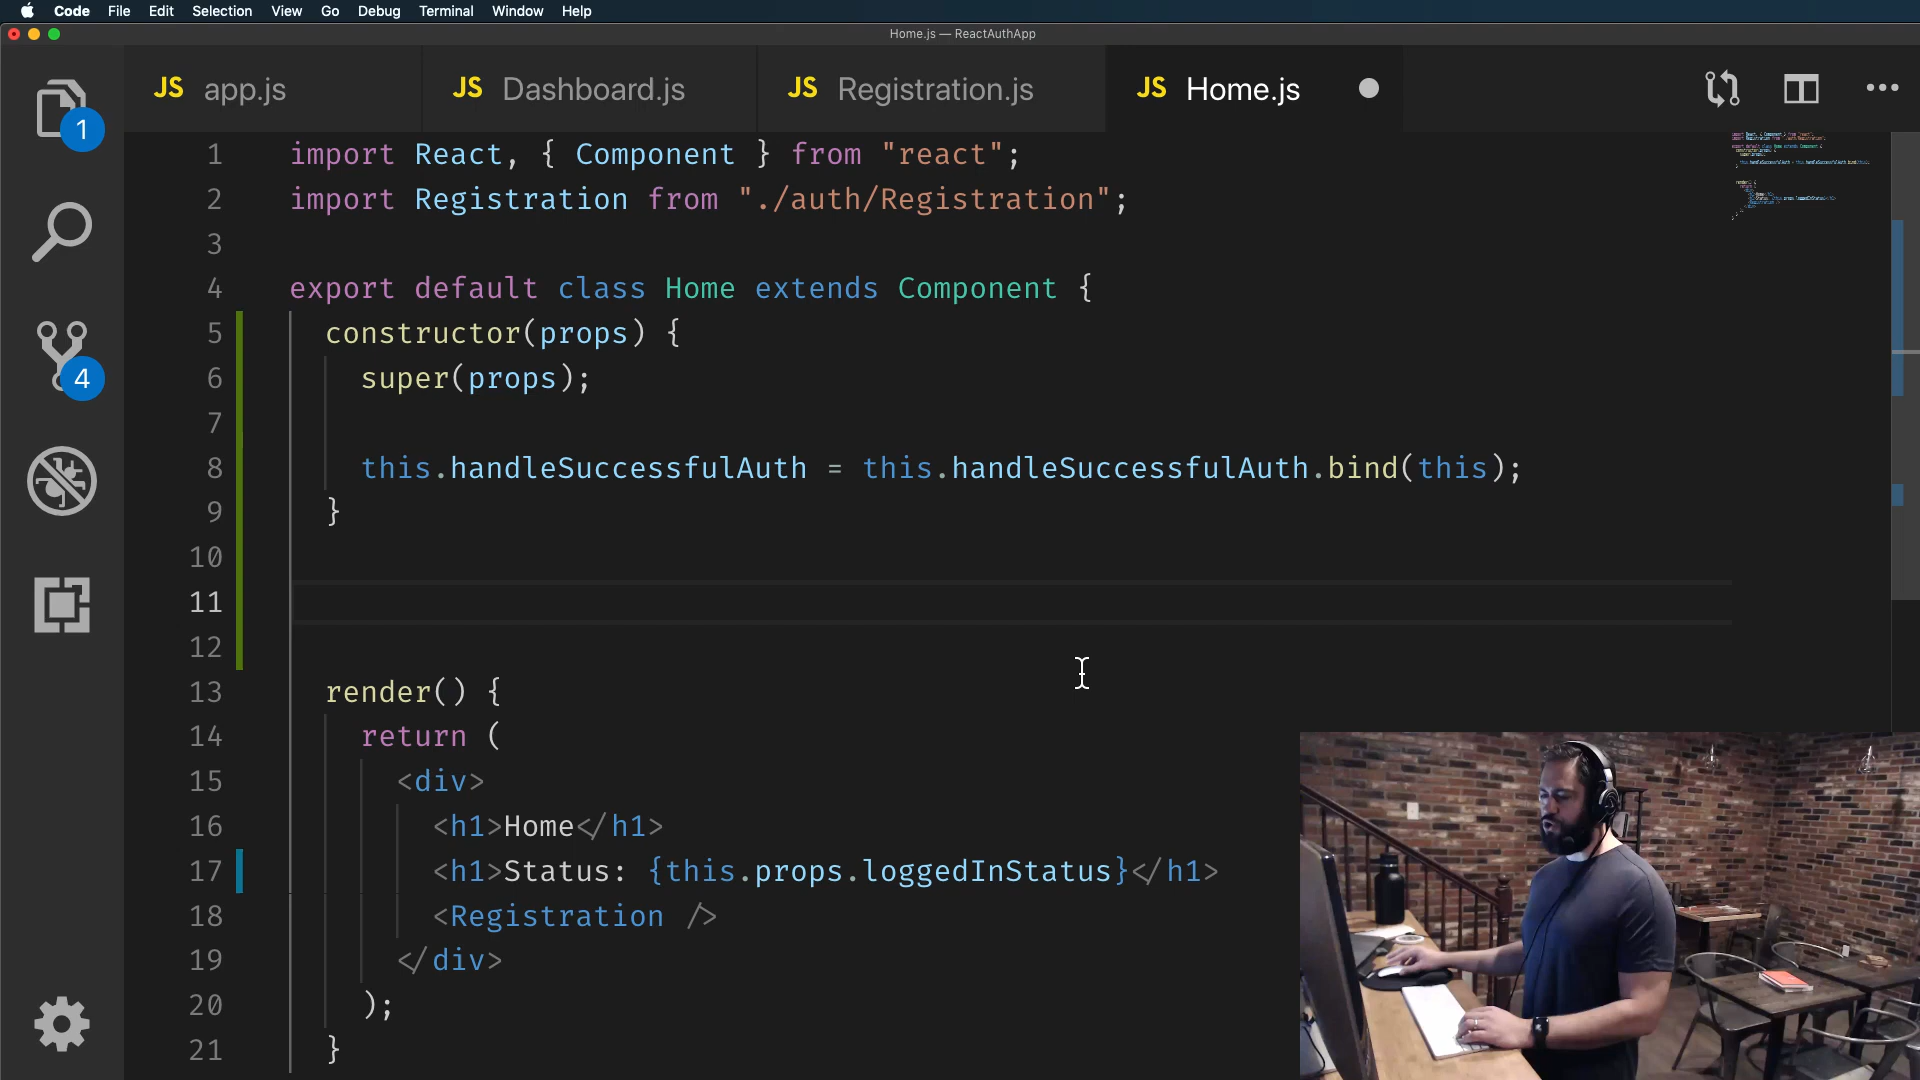 Code File Edit Selection View Go Debug Terminal Window Help
Home.js — ReactAuthApp
JS app.js JS Dashboard.js JS Registration.js JS Home.js
1
4
1 import React, { Component } from "react";
2 import Registration from "./auth/Registration";
3
4 export default class Home extends Component {
5 constructor(props) {
6 super(props);
7
8 this.handleSuccessfulAuth = this.handleSuccessfulAuth.bind(this);
9 }
10
11
12
13 render() {
14 return (
15 <div>
16 <h1>Home</h1>
17 <h1>Status: {this.props.loggedInStatus}</h1>
18 <Registration />
19 </div>
20 );
21 }